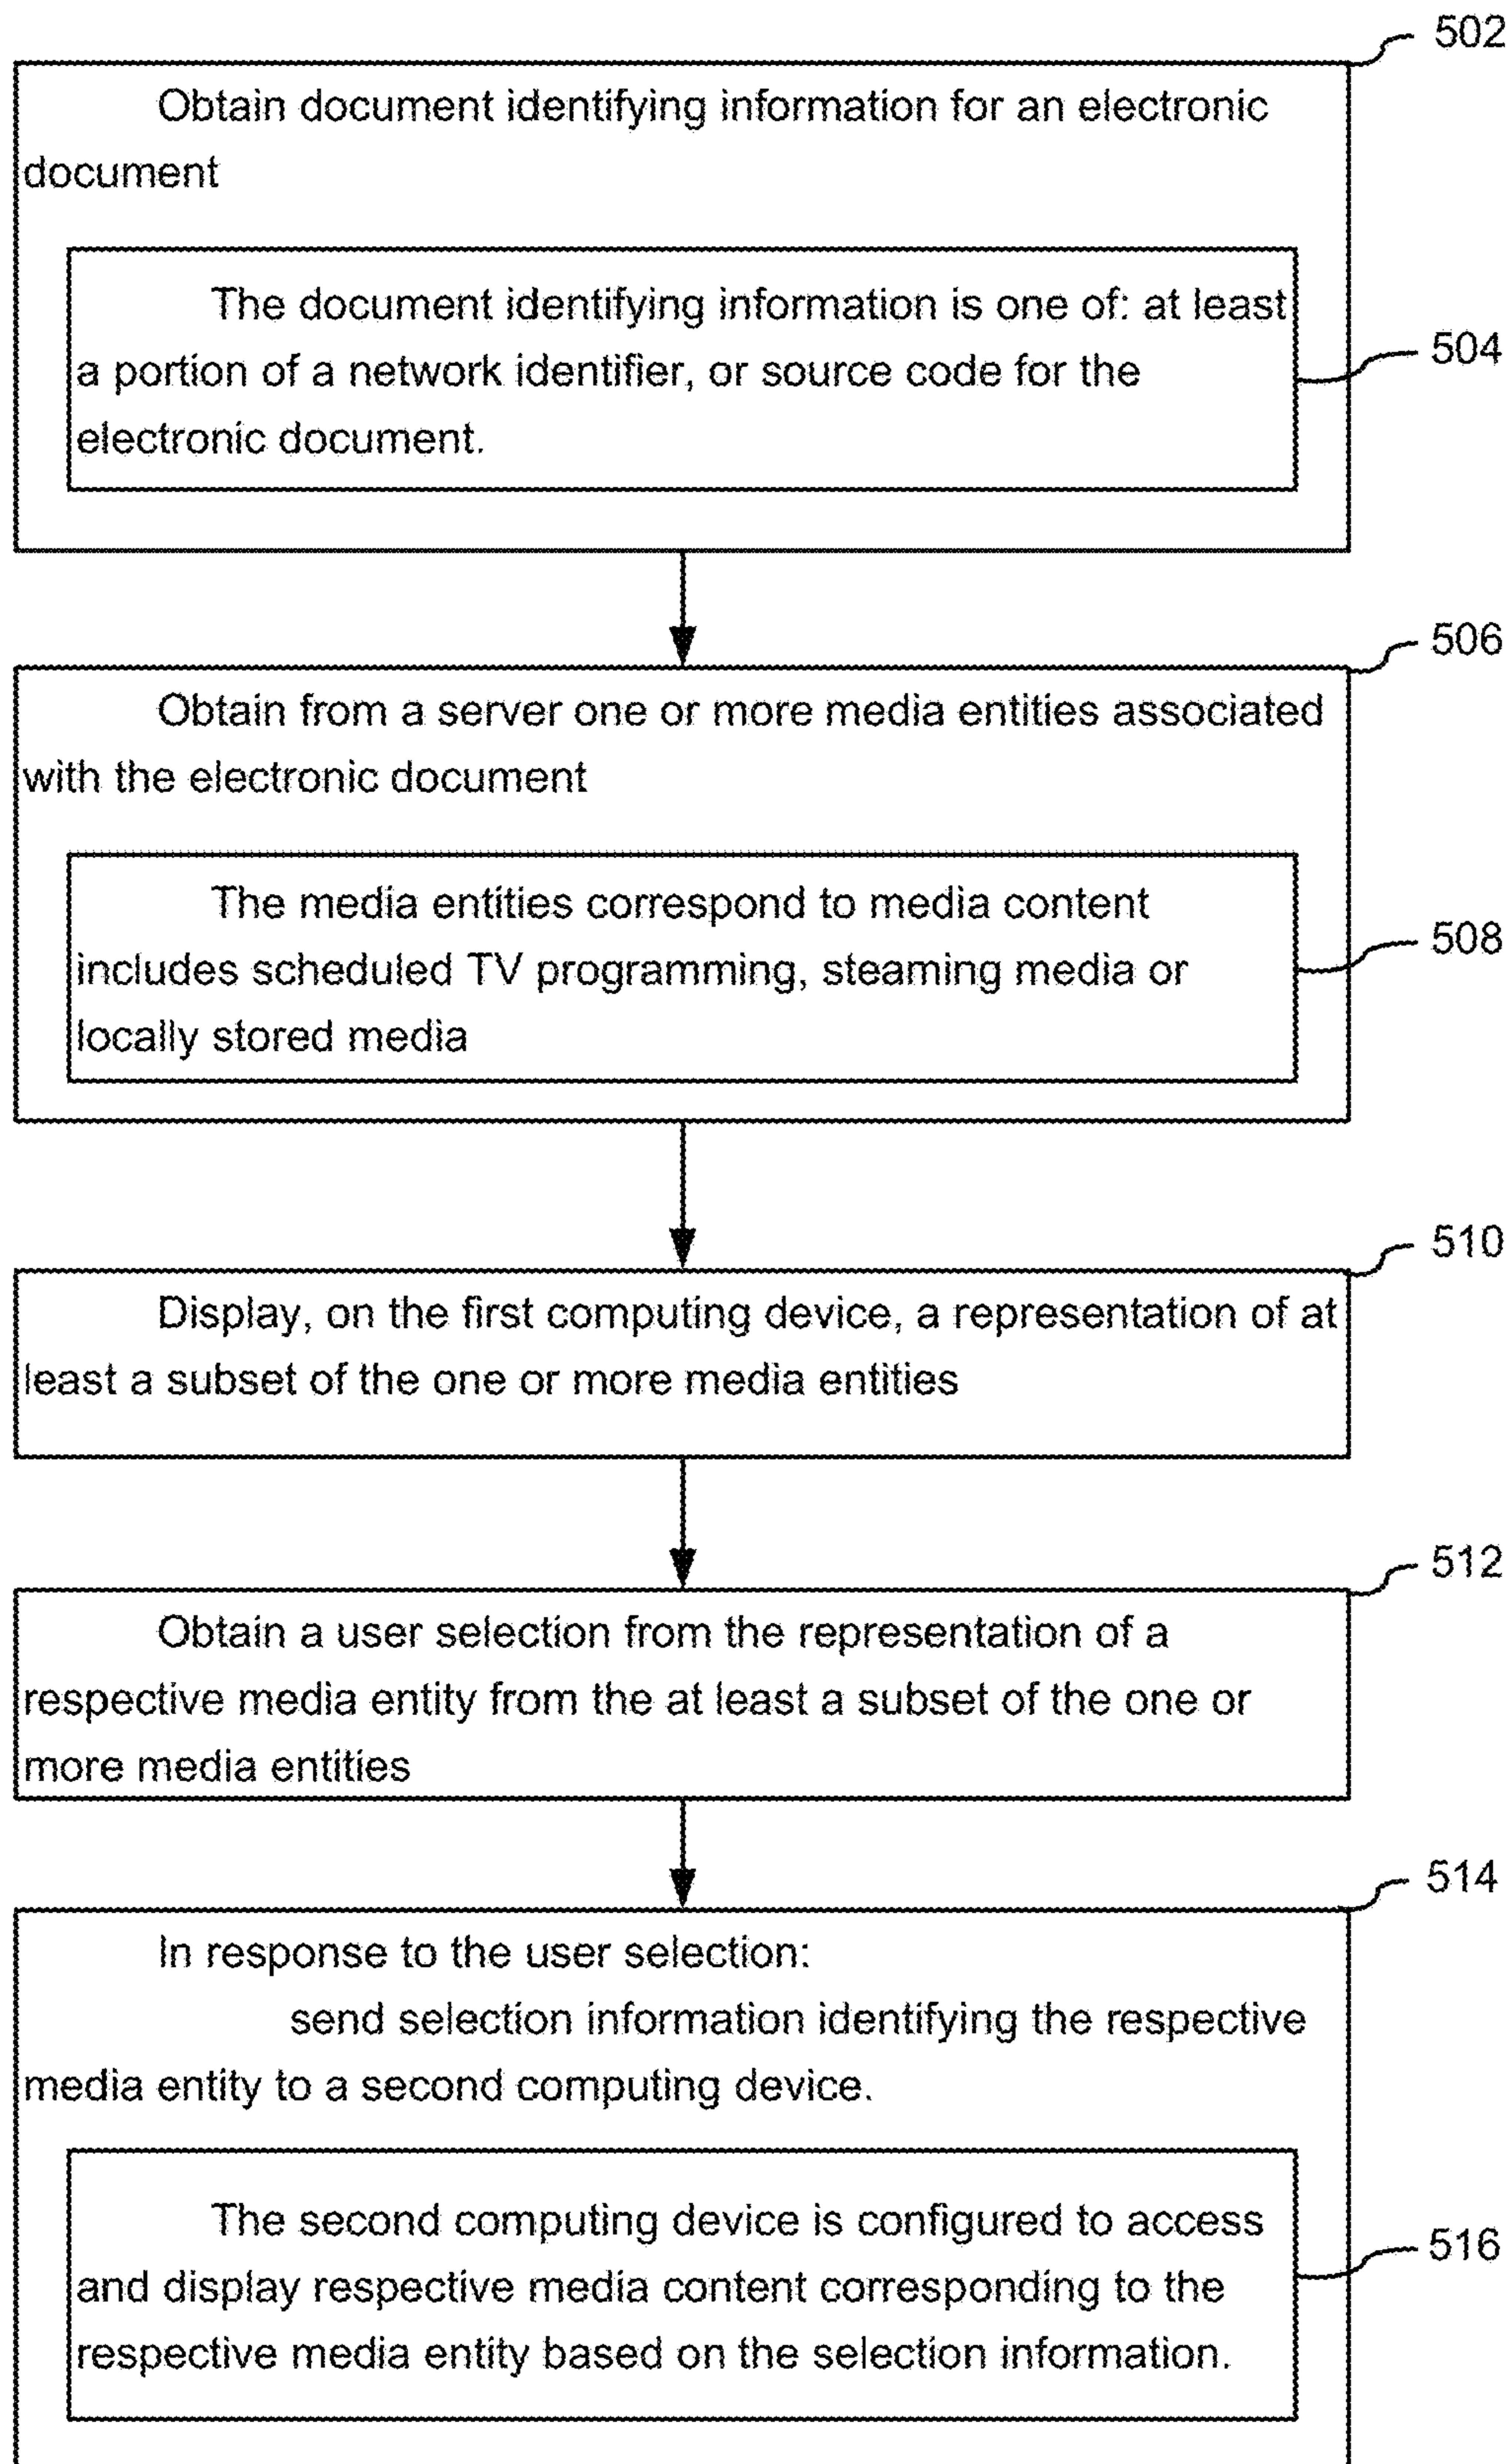 502
Obtain document identifying information for an electronic
document
The document identifying information is one of: at least
a portion of a network identifier, or source code for the
electronic document.
504
506
Obtain from a server one or more media entities associated
with the electronic document
The media entities correspond to media content
includes scheduled TV programming, steaming media or
locally stored media
508
510
Display, on the first computing device, a representation of at
least a subset of the one or more media entities
512
Obtain a user selection from the representation of a
respective media entity from the at least a subset of the one or
more media entities
514
In response to the user selection:
send selection information identifying the respective
media entity to a second computing device.
The second computing device is configured to access
and display respective media content corresponding to the
respective media entity based on the selection information.
516